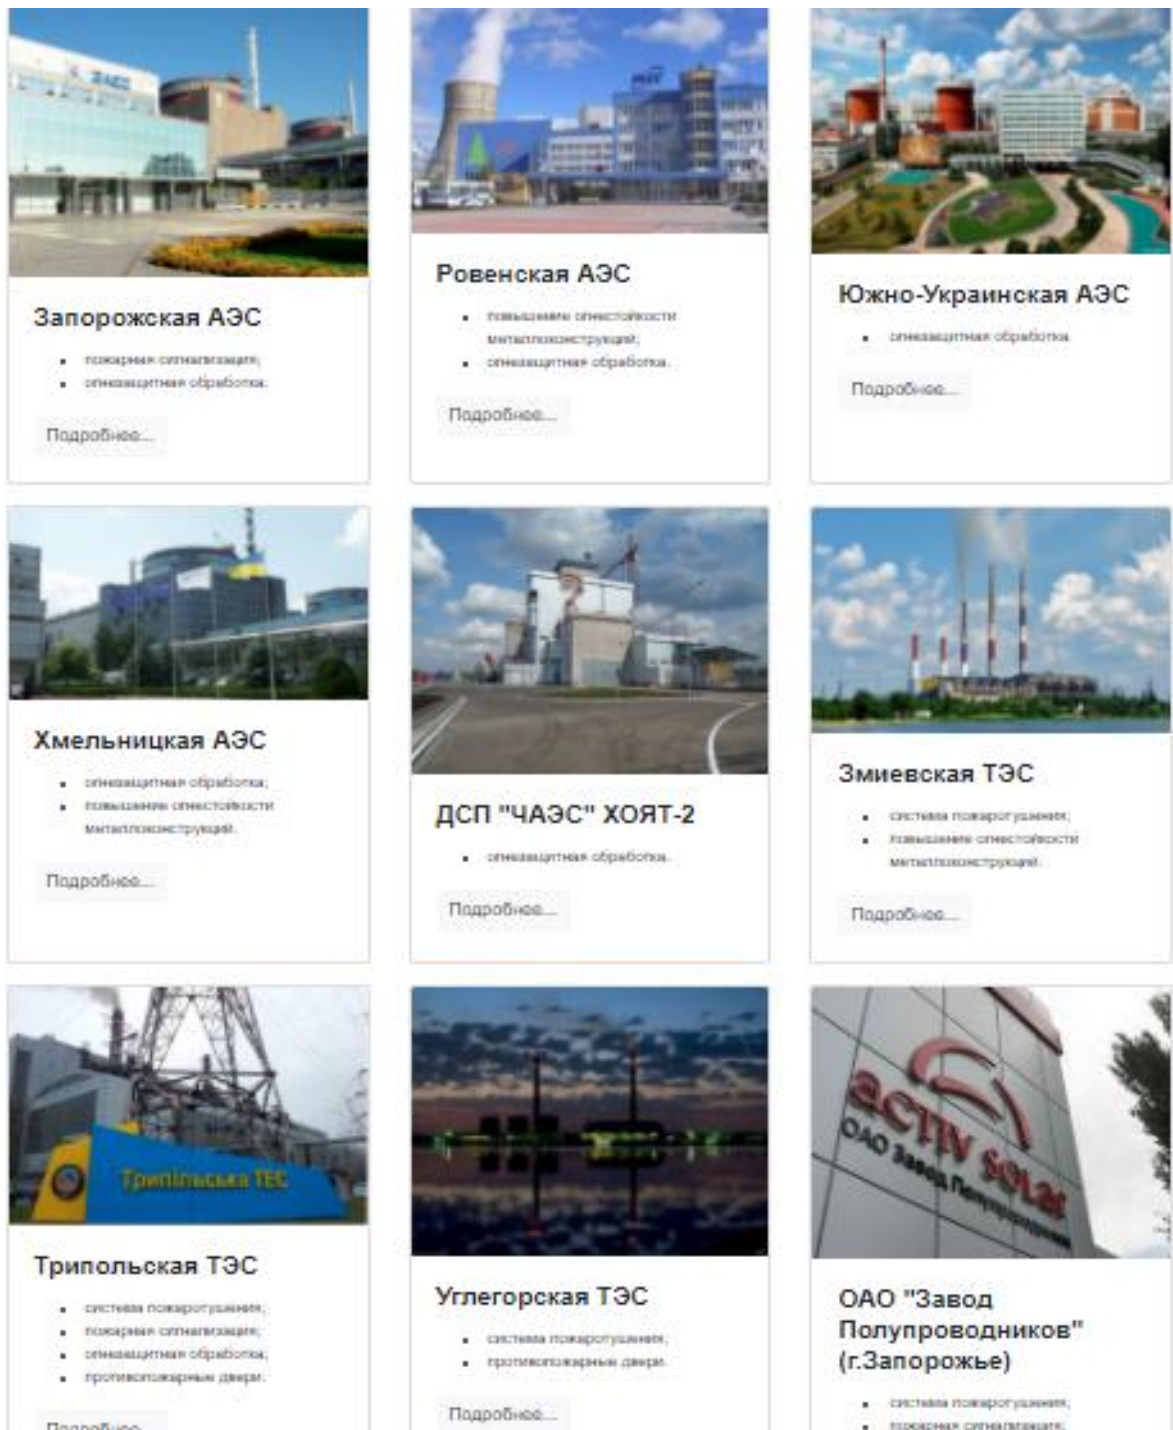 ЗАЕС
Запорожская АЭС
пожарная сигнализация;
огнезащитная обработка.
Подробнее...
Ровенская АЭС
повышение огнестойкости
металлоконструкций;
огнезащитная обработка.
Подробнее...
Южно-Украинская АЭС
огнезащитная обработка
Подробнее...
Хмельницкая АЭС
огнезащитная обработка;
повышение огнестойкости
металлоконструкций.
Подробнее...
ДСП "ЧАЭС" ХОЯТ-2
огнезащитная обработка.
Подробнее...
Змиевская ТЭС
система пожаротушения;
повышение огнестойкости
металлоконструкций.
Подробнее...
Трипільська ТЕС
Трипольская ТЭС
система пожаротушения;
пожарная сигнализация;
огнезащитная обработка;
противопожарные двери.
Подробнее...
Углегорская ТЭС
система пожаротушения;
противопожарные двери.
Подробнее...
activ solar
ОАО Завод Полупроводников
ОАО "Завод
Полупроводников"
(г.Запорожье)
система пожаротушения;
пожарная сигнализация;